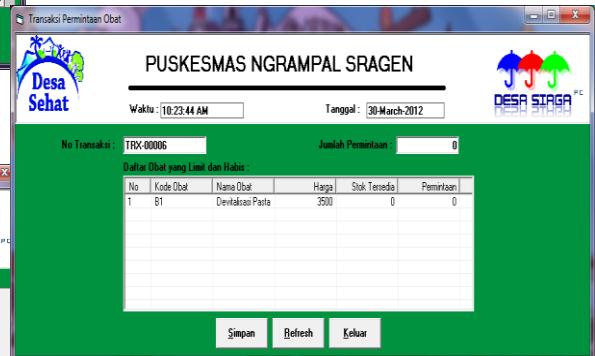 Transaksi Permintaan Obat
PUSKESMAS NGRAMPAL SRAGEN
Desa
Sehat
DESA SIAGA PC
Waktu : 10:23:44 AM Tanggal : 30-March-2012
No Transaksi : TRX-00006 Jumlah Permintaan : 0
Daftar Obat yang Limit dan Habis :
No Kode Obat Nama Obat Harga Stok Tersedia Permintaan
1 B1 Devitalisasi Pasta 3500 0 0
Simpan Refresh Keluar